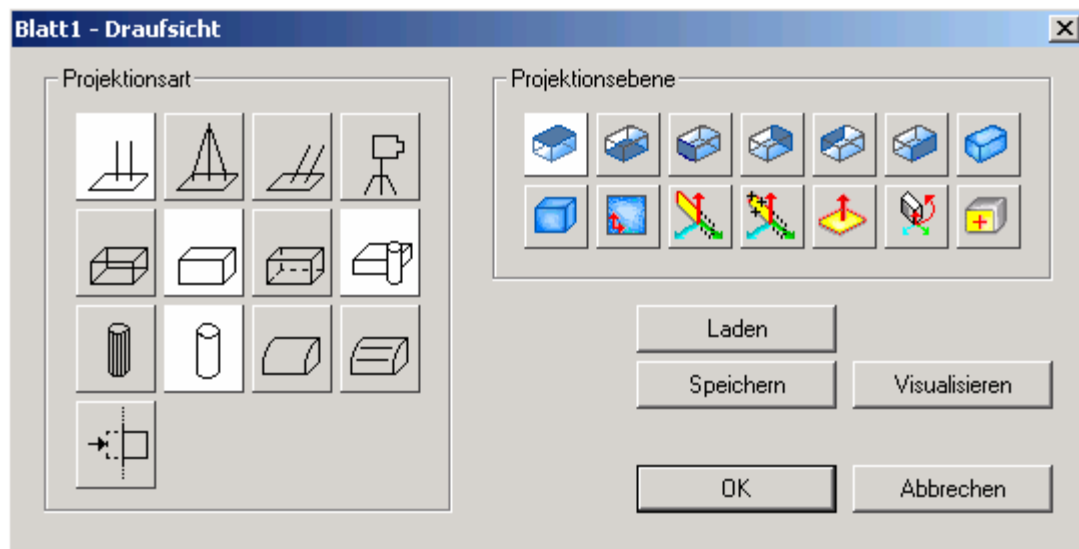 Blatt1 - Draufsicht
Projektionsart
Projektionsebene
Laden
Speichern
Visualisieren
OK
Abbrechen